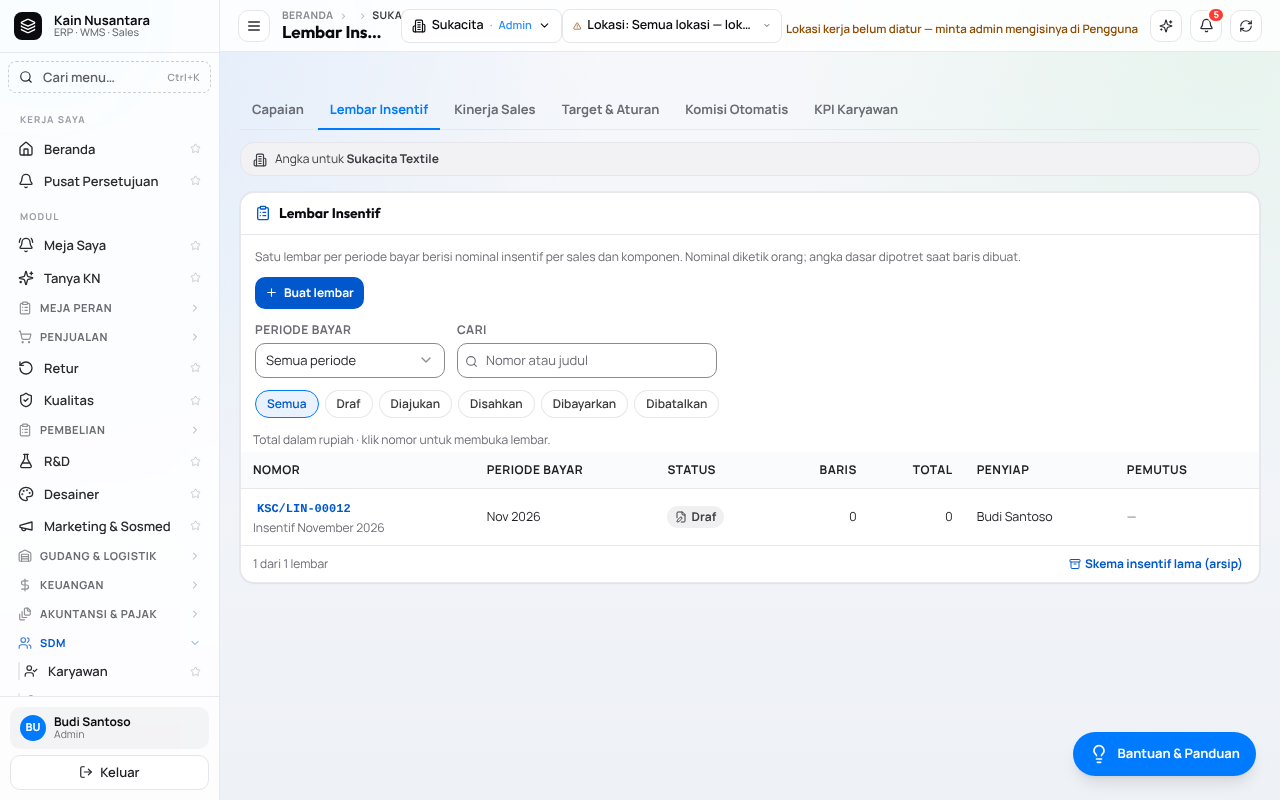 Kain Nusantara
ERP · WMS · Sales
Cari menu...
Ctrl+K
KERJA SAYA
Beranda
Pusat Persetujuan
MODUL
Meja Saya
Tanya KN
MEJA PERAN
PENJUALAN
Retur
Kualitas
PEMBELIAN
R&D
Desainer
Marketing & Sosmed
GUDANG & LOGISTIK
KEUANGAN
AKUNTANSI & PAJAK
SDM
Karyawan
BU
Budi Santoso
Admin
Keluar
BERANDA › › SUKA
Lembar Ins...
Sukacita · Admin
Lokasi: Semua lokasi — lok...
Lokasi kerja belum diatur — minta admin mengisinya di Pengguna
5
Capaian
Lembar Insentif
Kinerja Sales
Target & Aturan
Komisi Otomatis
KPI Karyawan
Angka untuk Sukacita Textile
Lembar Insentif
Satu lembar per periode bayar berisi nominal insentif per sales dan komponen. Nominal diketik orang; angka dasar dipotret saat baris dibuat.
+ Buat lembar
PERIODE BAYAR
CARI
Semua periode
Nomor atau judul
Semua
Draf
Diajukan
Disahkan
Dibayarkan
Dibatalkan
Total dalam rupiah · klik nomor untuk membuka lembar.
NOMOR PERIODE BAYAR STATUS BARIS TOTAL PENYIAP PEMUTUS
KSC/LIN-00012
Insentif November 2026
Nov 2026
Draf
0
0
Budi Santoso
—
1 dari 1 lembar
Skema insentif lama (arsip)
Bantuan & Panduan